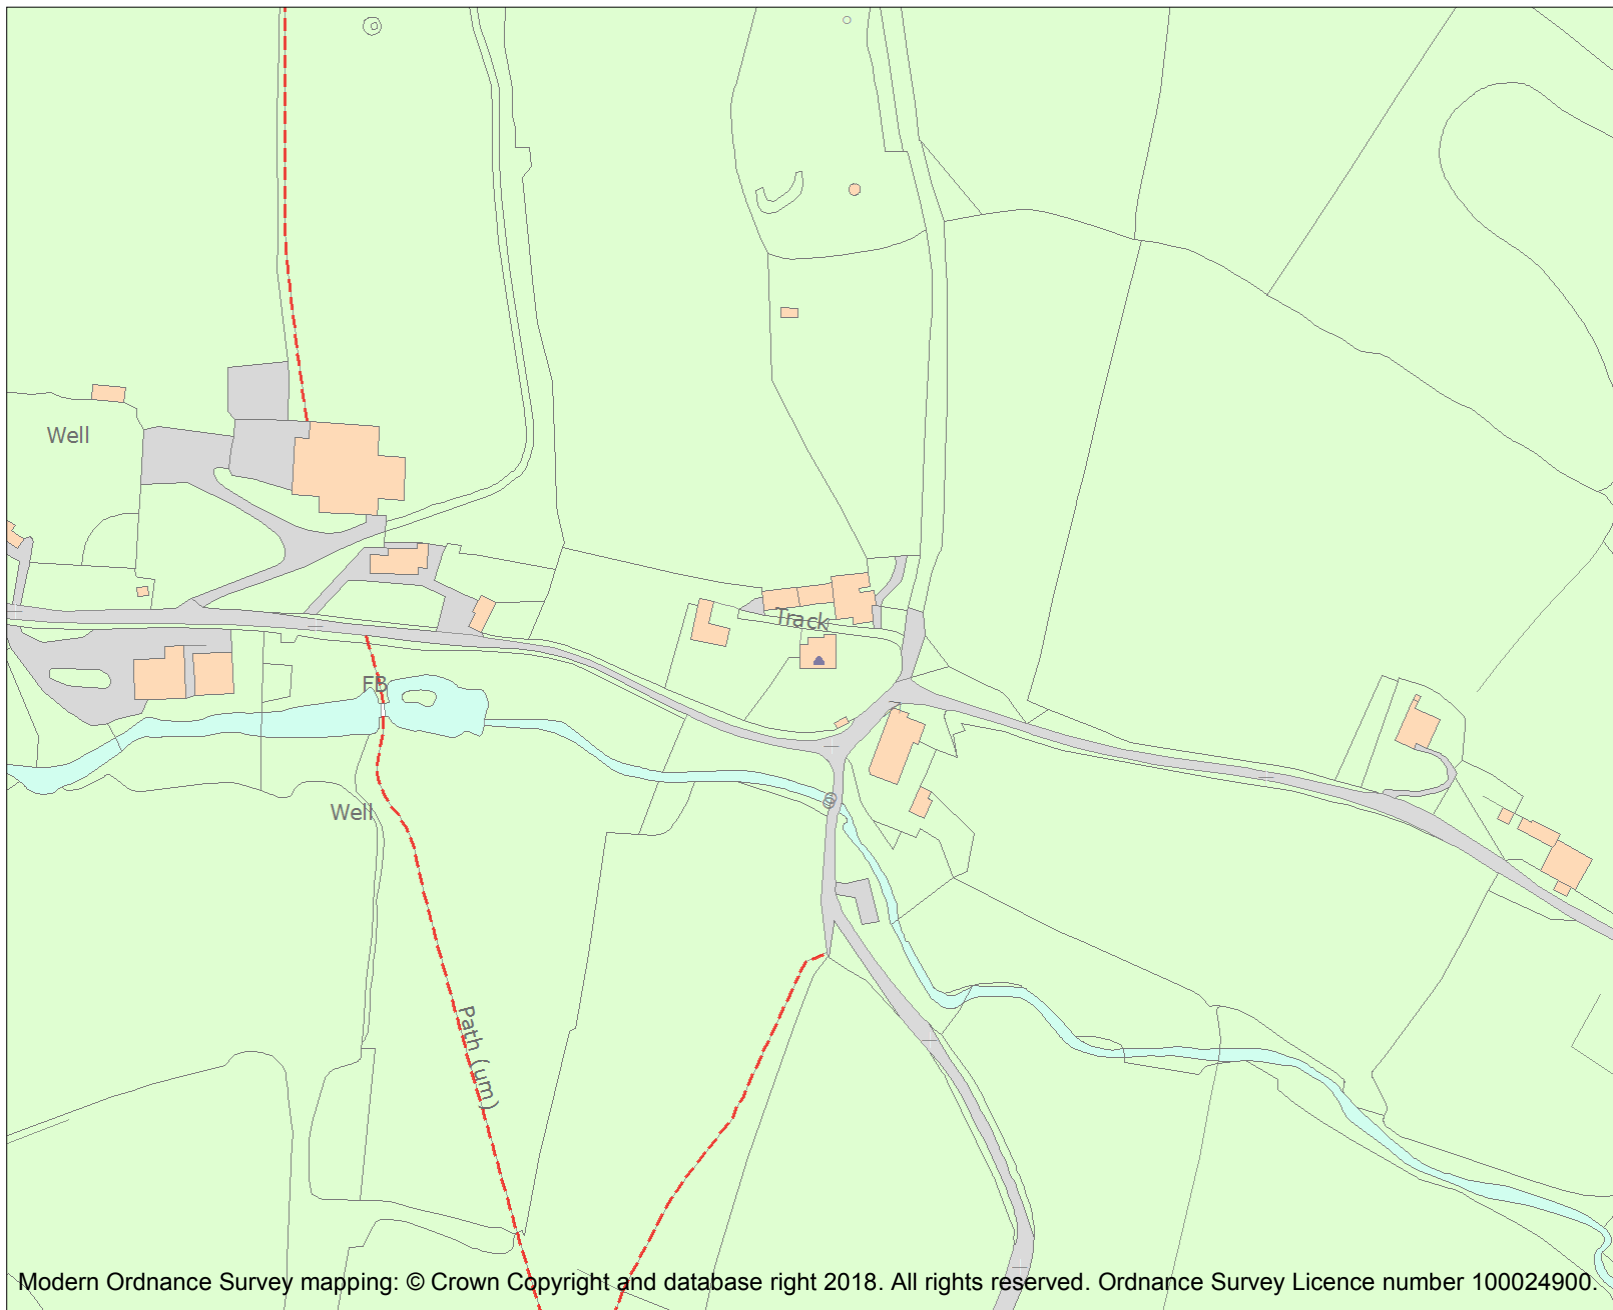 Well
Track
FB
Well
Path (um)
Modern Ordnance Survey mapping: © Crown Copyright and database right 2018. All rights reserved. Ordnance Survey Licence number 100024900.